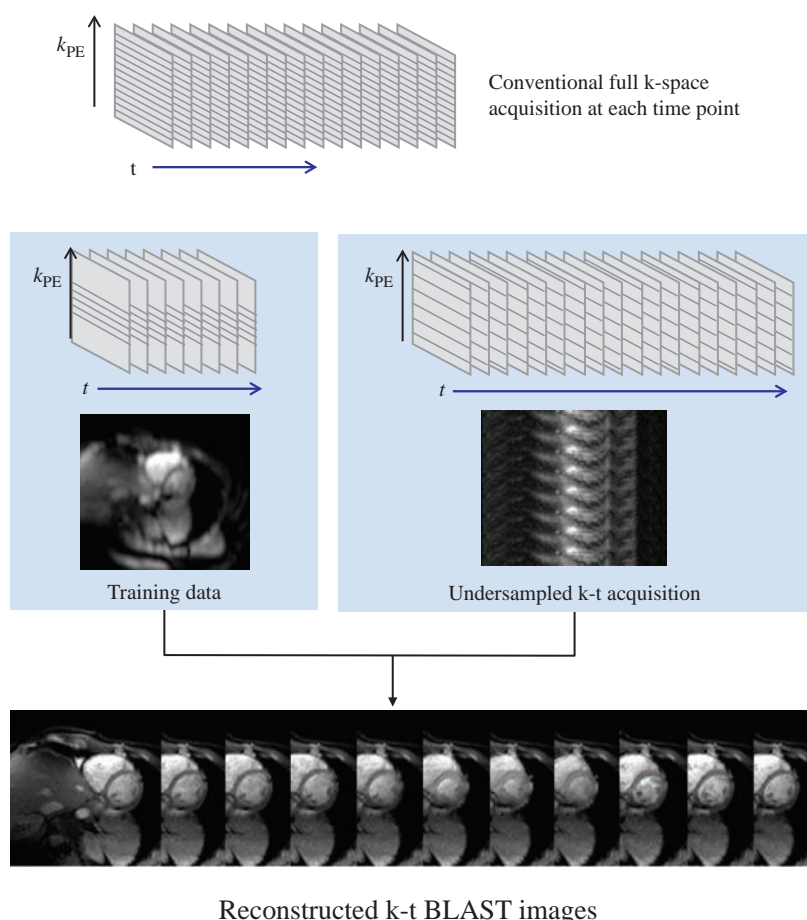 kPE
Conventional full k-space
acquisition at each time point
t
kPE
t
Training data
kPE
t
Undersampled k-t acquisition
Reconstructed k-t BLAST images